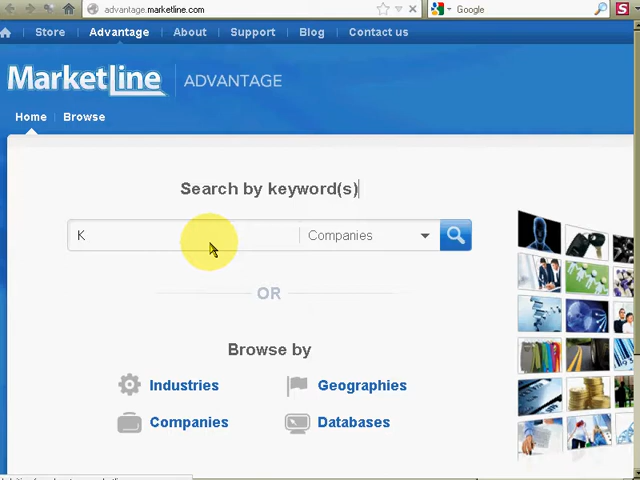 advantage.marketline.com
Google
Store Advantage About Support Blog Contact us
MarketLine ADVANTAGE
Home Browse
Search by keyword(s)
K Companies
OR
Browse by
Industries Geographies
Companies Databases